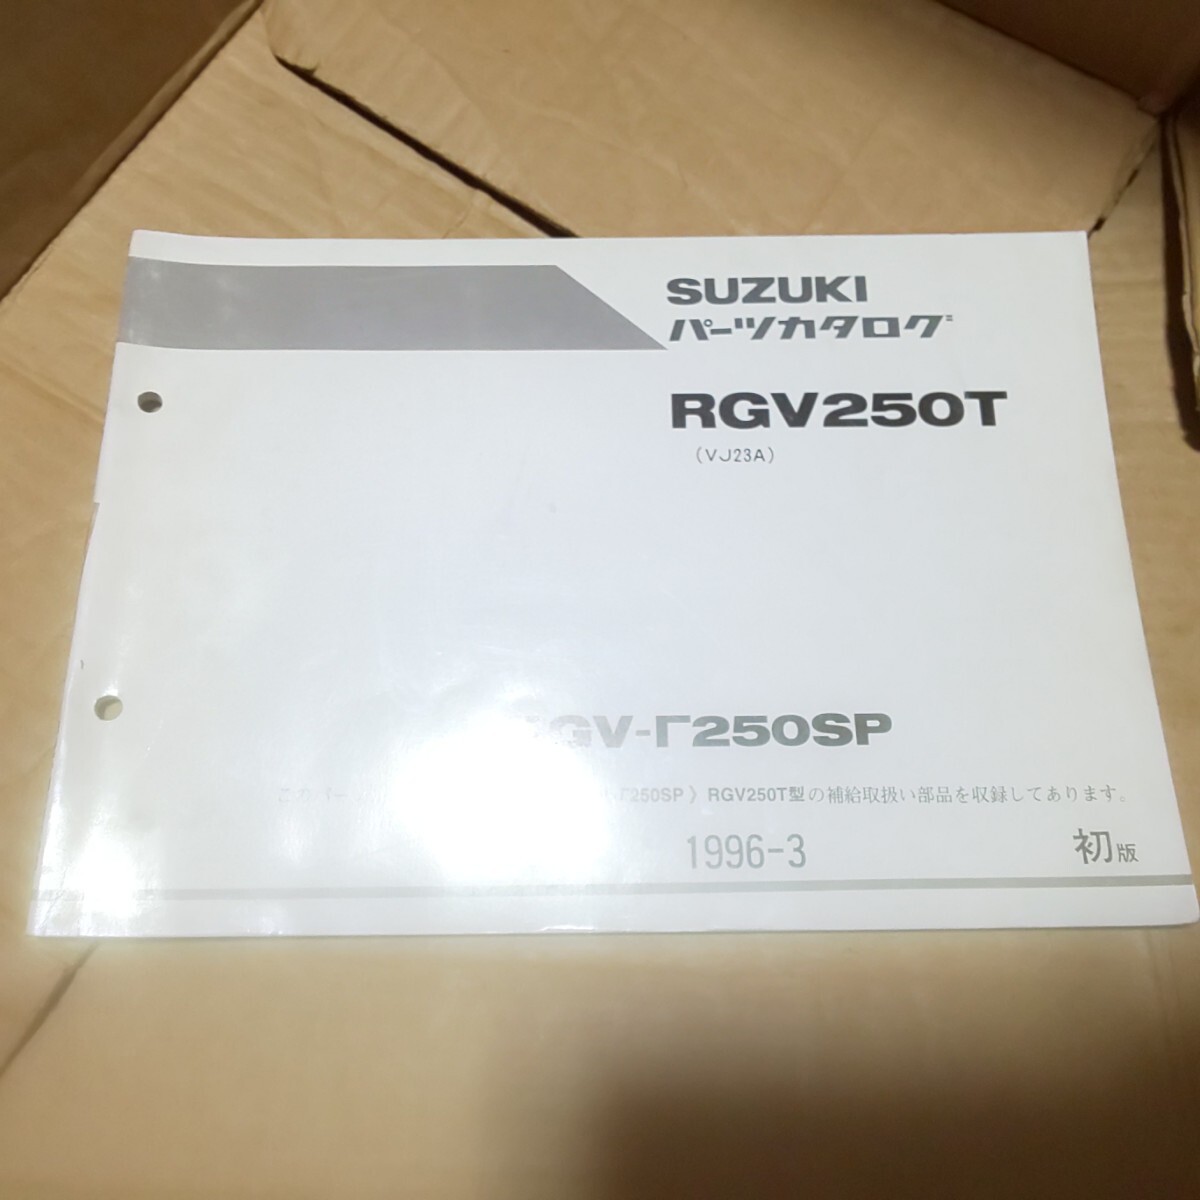 SUZUKI
パーツカタログ
RGV250T
(VJ23A)
GV-Γ250SP
Γ250SP 〉 RGV250T型の補給取扱い部品を収録してあります。
1996-3
初版